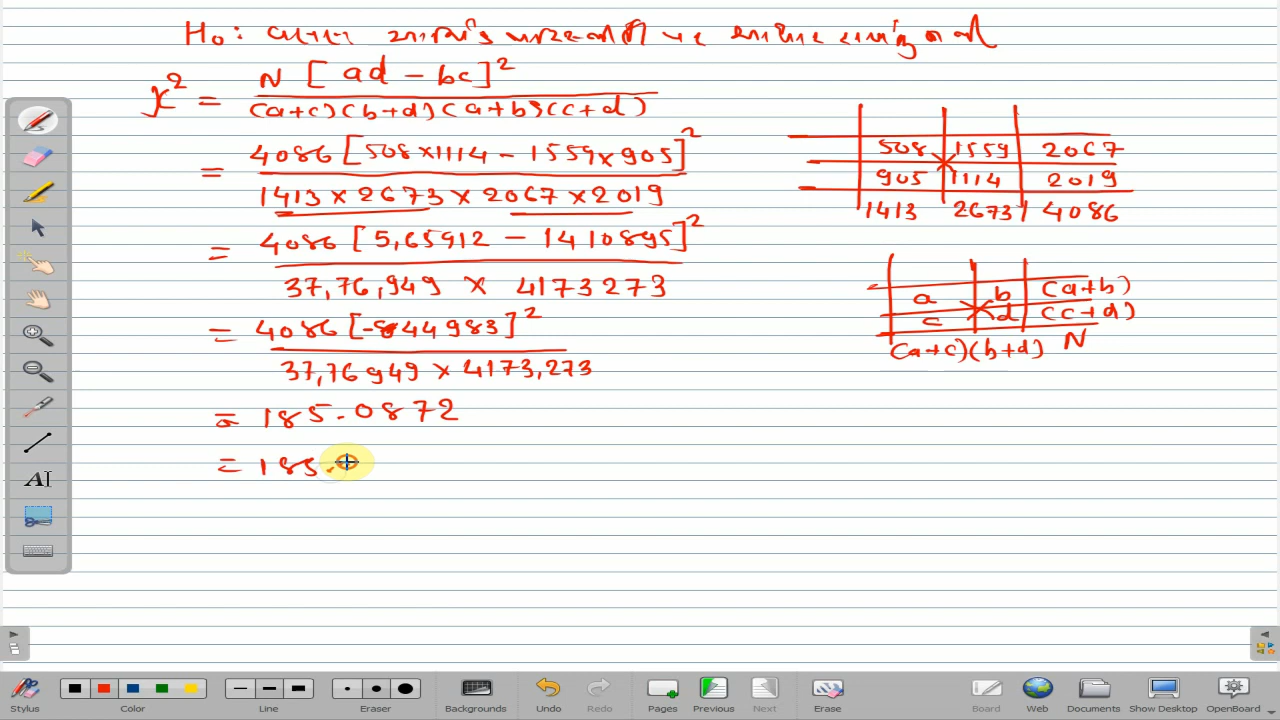 H₀:
χ² = N [ad - bc]² / (a+c)(b+d)(a+b)(c+d)
= 4086 [508×1114 - 1559×905]² / 1413 × 2673 × 2067 × 2019
= 4086 [5,65912 - 1410895]² / 37,76,949 × 4173273
= 4086 [-844983]² / 37,76949 × 4173,273
= 185.0872
= 185.0
508 1559 2067
905 1114 2019
1413 2673 4086
a b (a+b)
c d (c+d)
(a+c) (b+d) N
AI
Stylus
Color
Line
Eraser
Backgrounds
Undo
Redo
Pages
Previous
Next
Erase
Board
Web
Documents
Show Desktop
OpenBoard